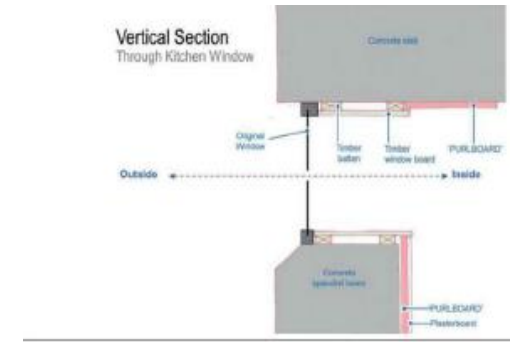 Vertical Section
Through Kitchen Window
Concrete slab
Original
Window
Timber
batten
Timber
window board
'PURLBOARD'
Outside
Inside
Concrete
spandrel beam
'PURLBOARD'
Plasterboard